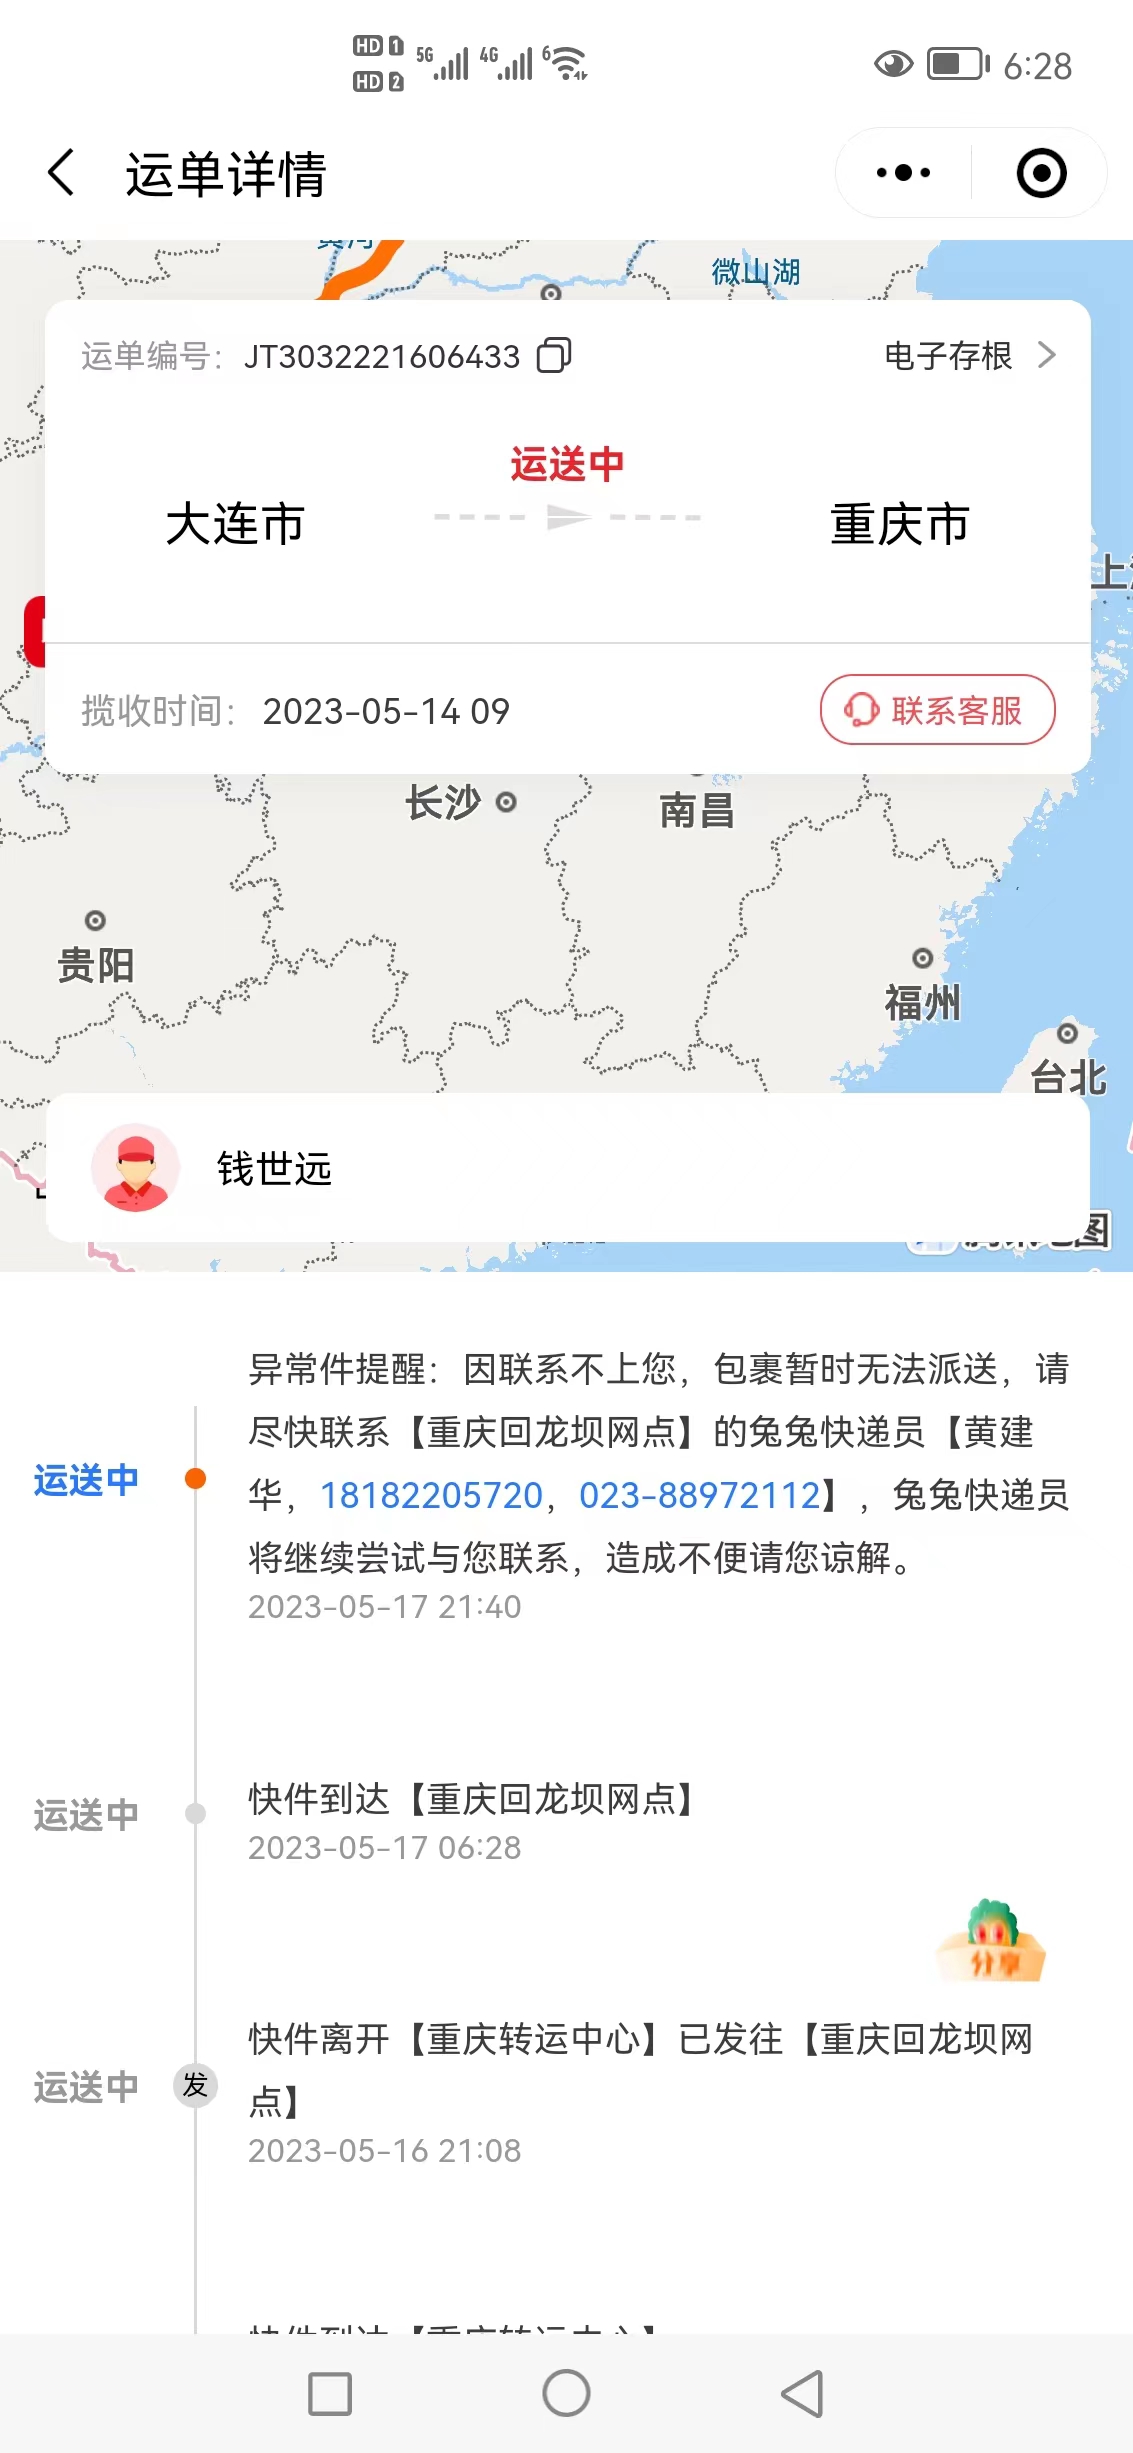 HD 1 5G 4G 6 6:28
HD 2
运单详情
微山湖
运单编号： JT3032221606433 电子存根
运送中
大连市 重庆市
揽收时间： 2023-05-14 09 联系客服
长沙 南昌
贵阳
福州
台北
钱世远
异常件提醒：因联系不上您，包裹暂时无法派送，请
尽快联系【重庆回龙坝网点】的兔兔快递员【黄建
运送中
华，18182205720，023-88972112】，兔兔快递员
将继续尝试与您联系，造成不便请您谅解。
2023-05-17 21:40
快件到达【重庆回龙坝网点】
运送中
2023-05-17 06:28
分享
快件离开【重庆转运中心】已发往【重庆回龙坝网
运送中 发
点】
2023-05-16 21:08